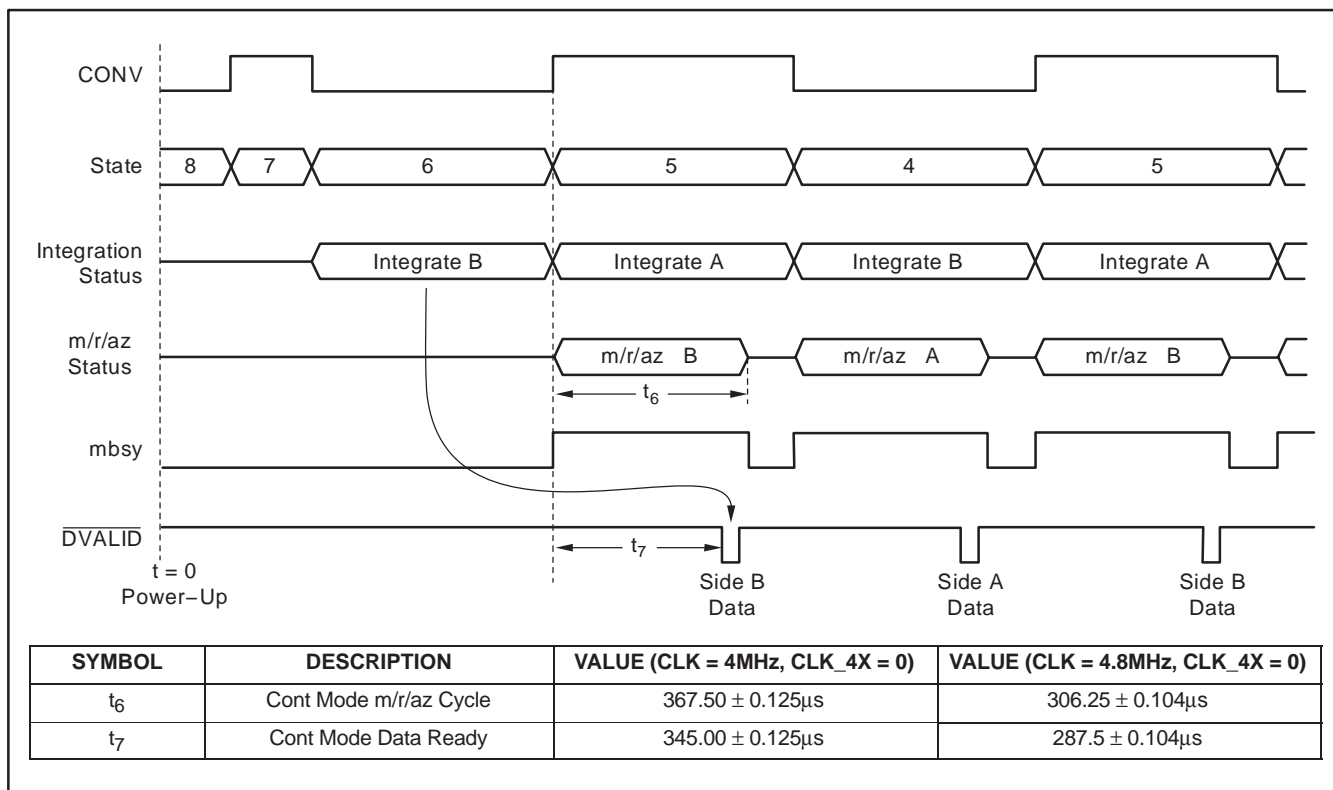 CONV
State
8 7 6 5 4 5
Integration
Status
Integrate B Integrate A Integrate B Integrate A
m/r/az
Status
m/r/az B m/r/az A m/r/az B
t6
mbsy
DVALID
t7
t = 0
Power−Up
Side B
Data
Side A
Data
Side B
Data
SYMBOL DESCRIPTION VALUE (CLK = 4MHz, CLK_4X = 0) VALUE (CLK = 4.8MHz, CLK_4X = 0)
t6 Cont Mode m/r/az Cycle 367.50 ± 0.125μs 306.25 ± 0.104μs
t7 Cont Mode Data Ready 345.00 ± 0.125μs 287.5 ± 0.104μs